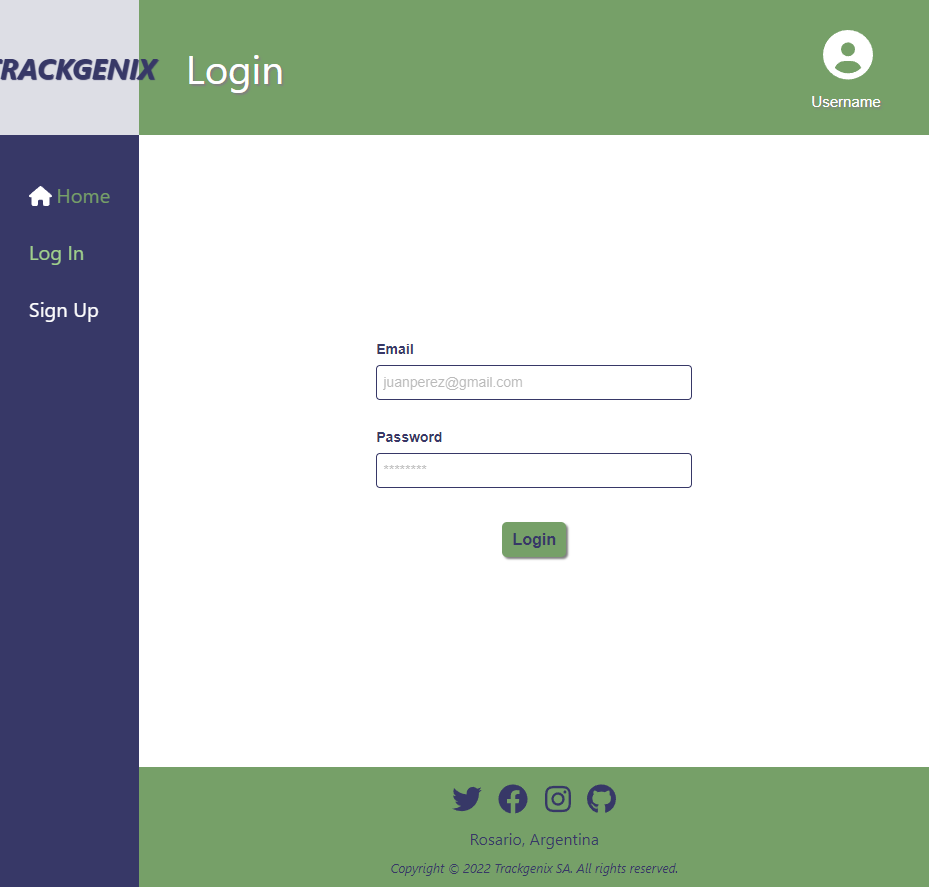 TRACKGENIX
Login
Username
Home
Log In
Sign Up
Email
juanperez@gmail.com
Password
********
Login
Rosario, Argentina
Copyright © 2022 Trackgenix SA. All rights reserved.